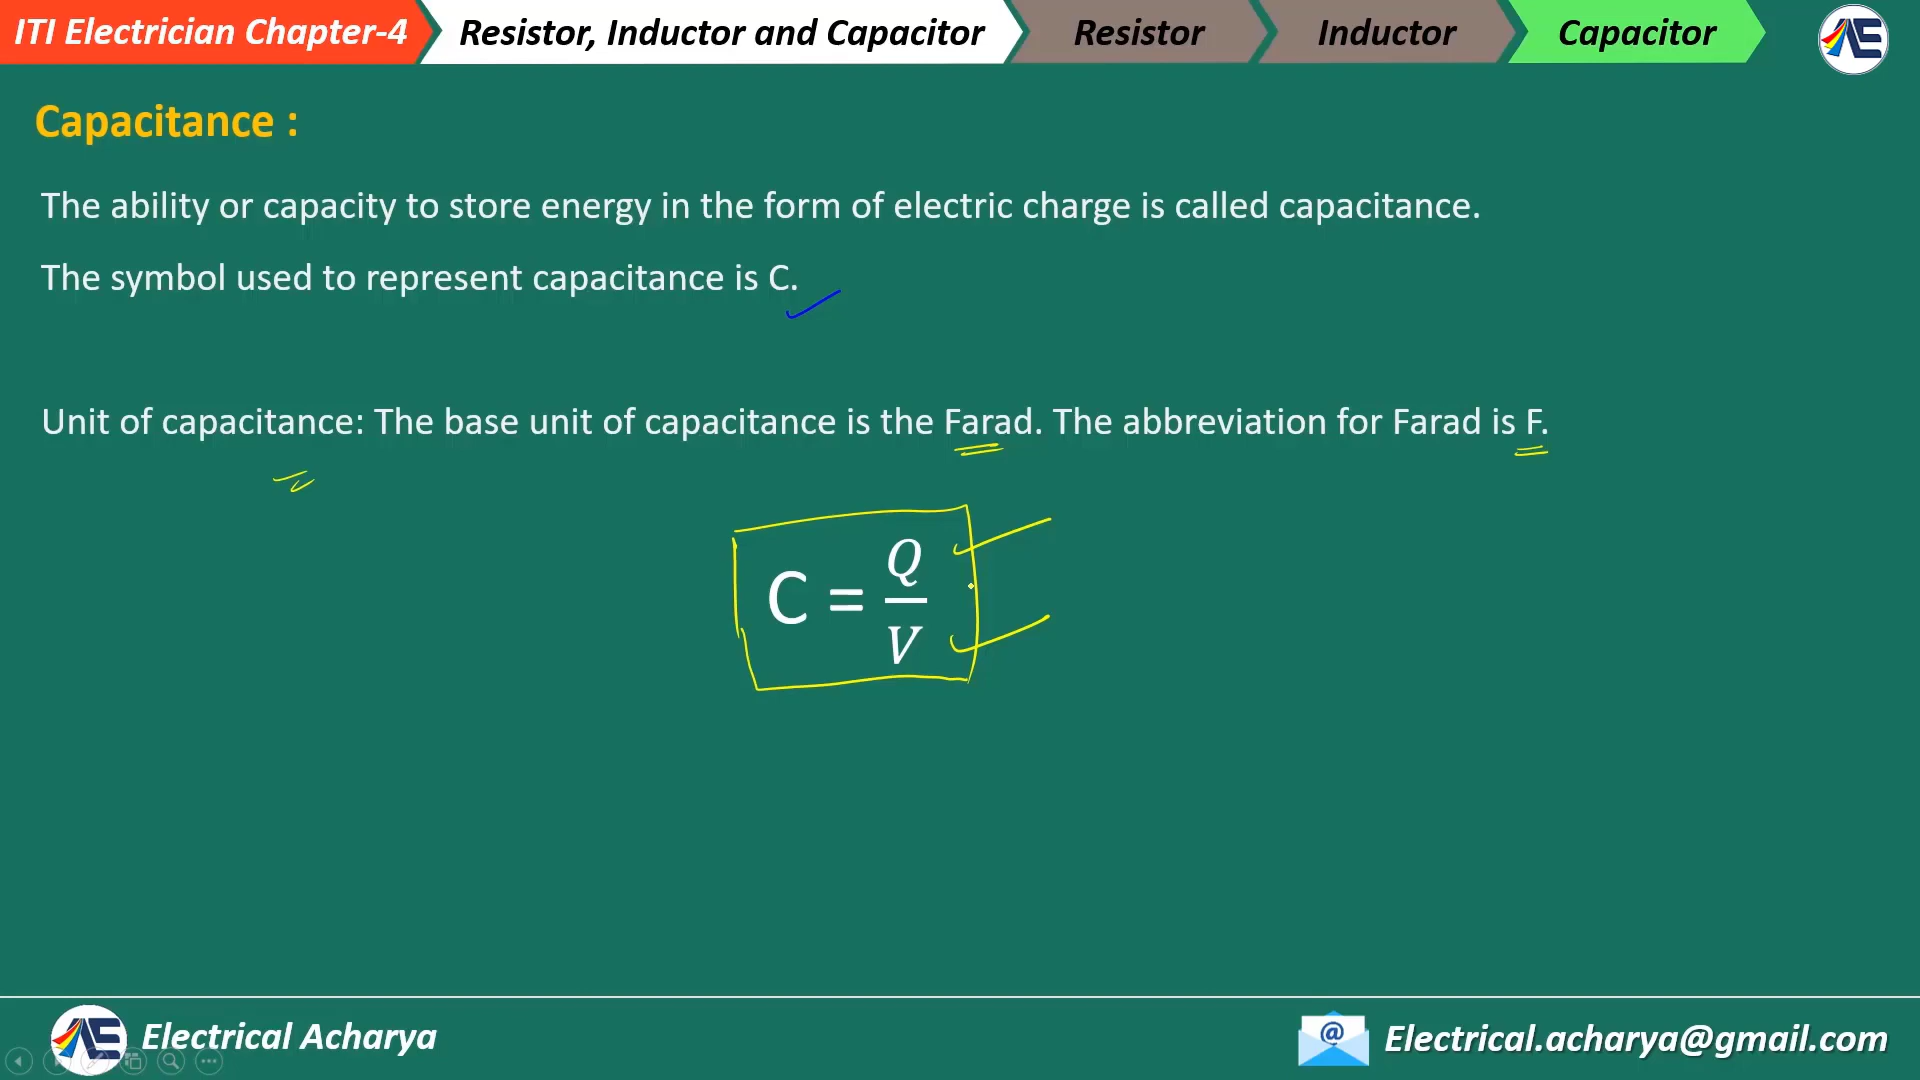 ITI Electrician Chapter-4
Resistor, Inductor and Capacitor
Resistor
Inductor
Capacitor
AE
Capacitance :
The ability or capacity to store energy in the form of electric charge is called capacitance.
The symbol used to represent capacitance is C.
Unit of capacitance: The base unit of capacitance is the Farad. The abbreviation for Farad is F.
C = Q/V
AE
Electrical Acharya
@
Electrical.acharya@gmail.com